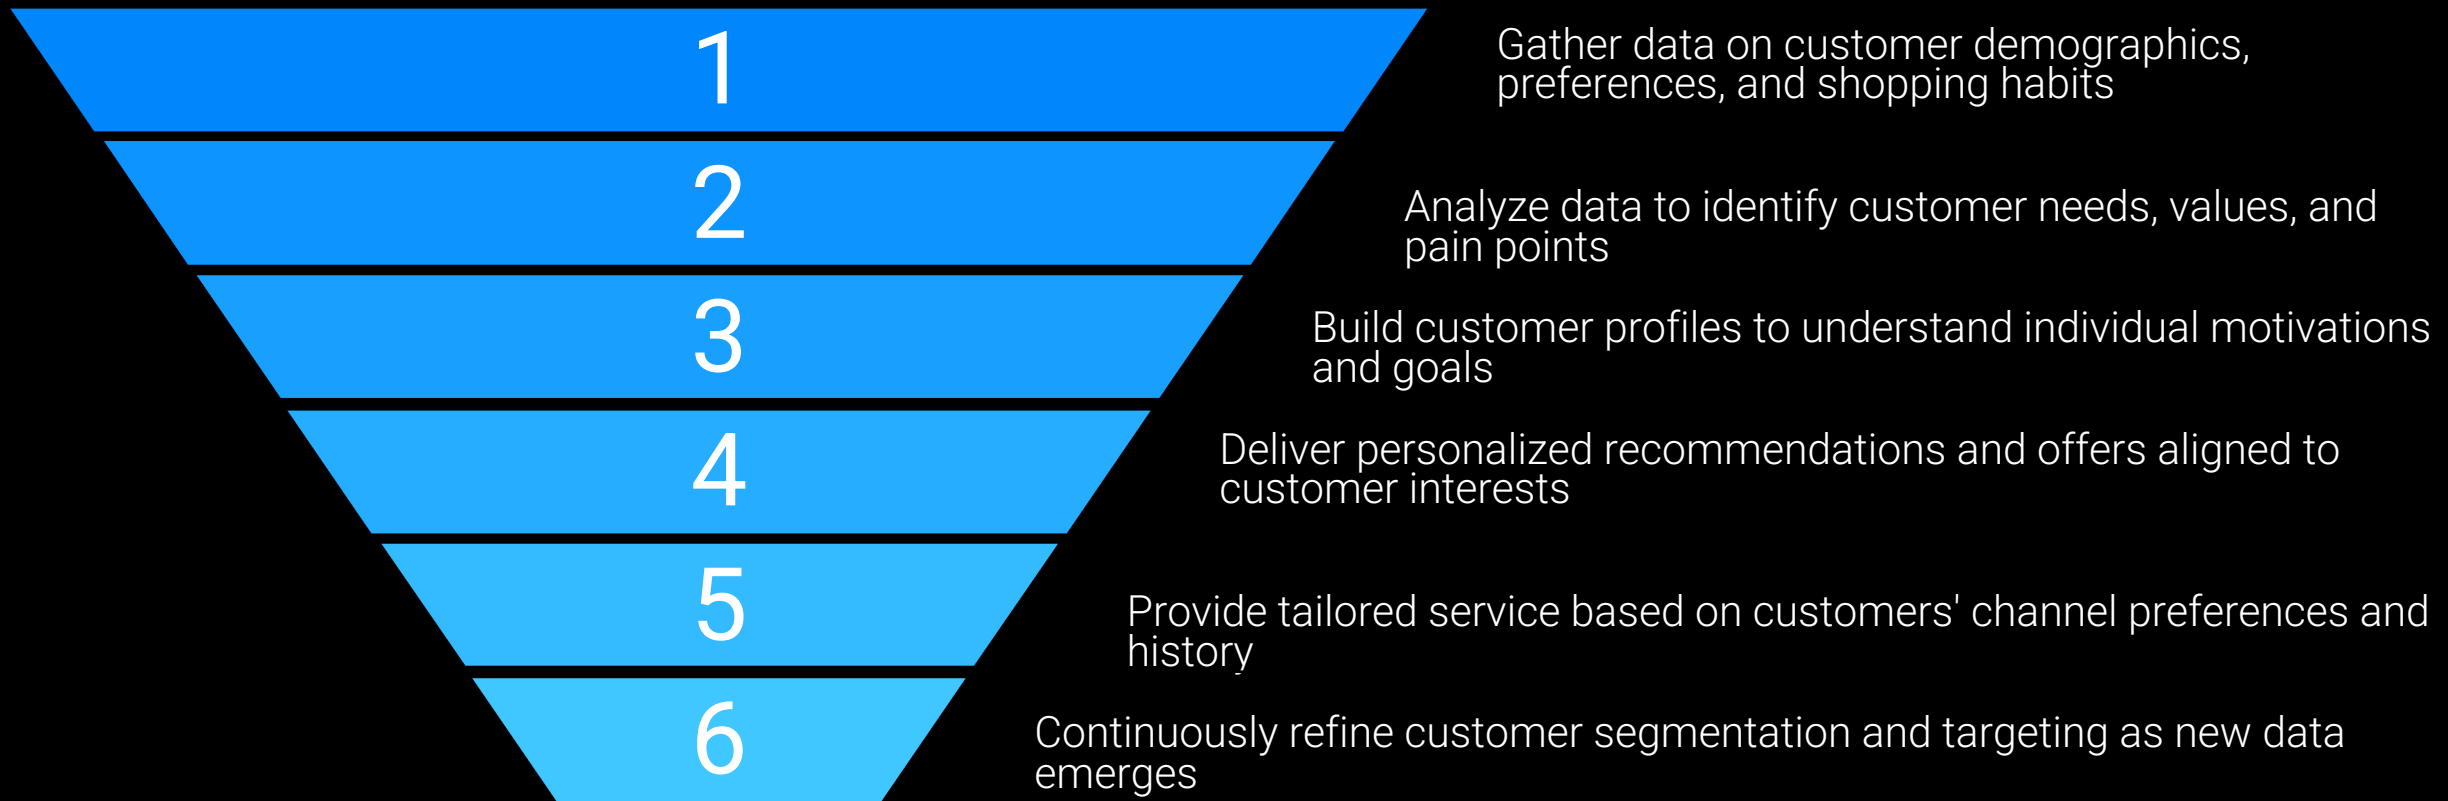 1
Gather data on customer demographics,
preferences, and shopping habits
2
Analyze data to identify customer needs, values, and
pain points
3
Build customer profiles to understand individual motivations
and goals
4
Deliver personalized recommendations and offers aligned to
customer interests
5
Provide tailored service based on customers' channel preferences and
history
6
Continuously refine customer segmentation and targeting as new data
emerges